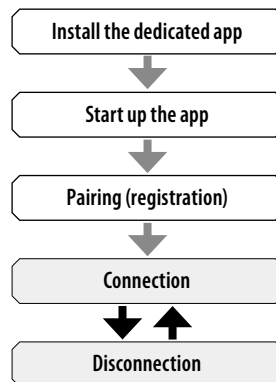 Install the dedicated app
Start up the app
Pairing (registration)
Connection
Disconnection